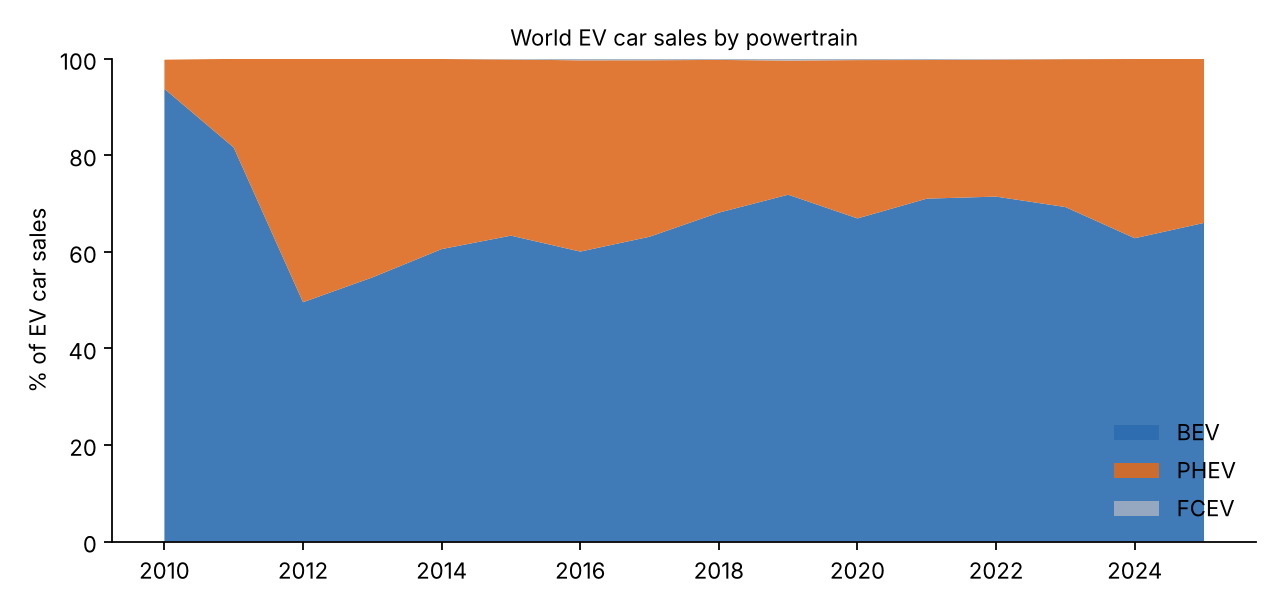 World EV car sales by powertrain
% of EV car sales
100
80
60
40
20
0
BEV
PHEV
FCEV
2010 2012 2014 2016 2018 2020 2022 2024